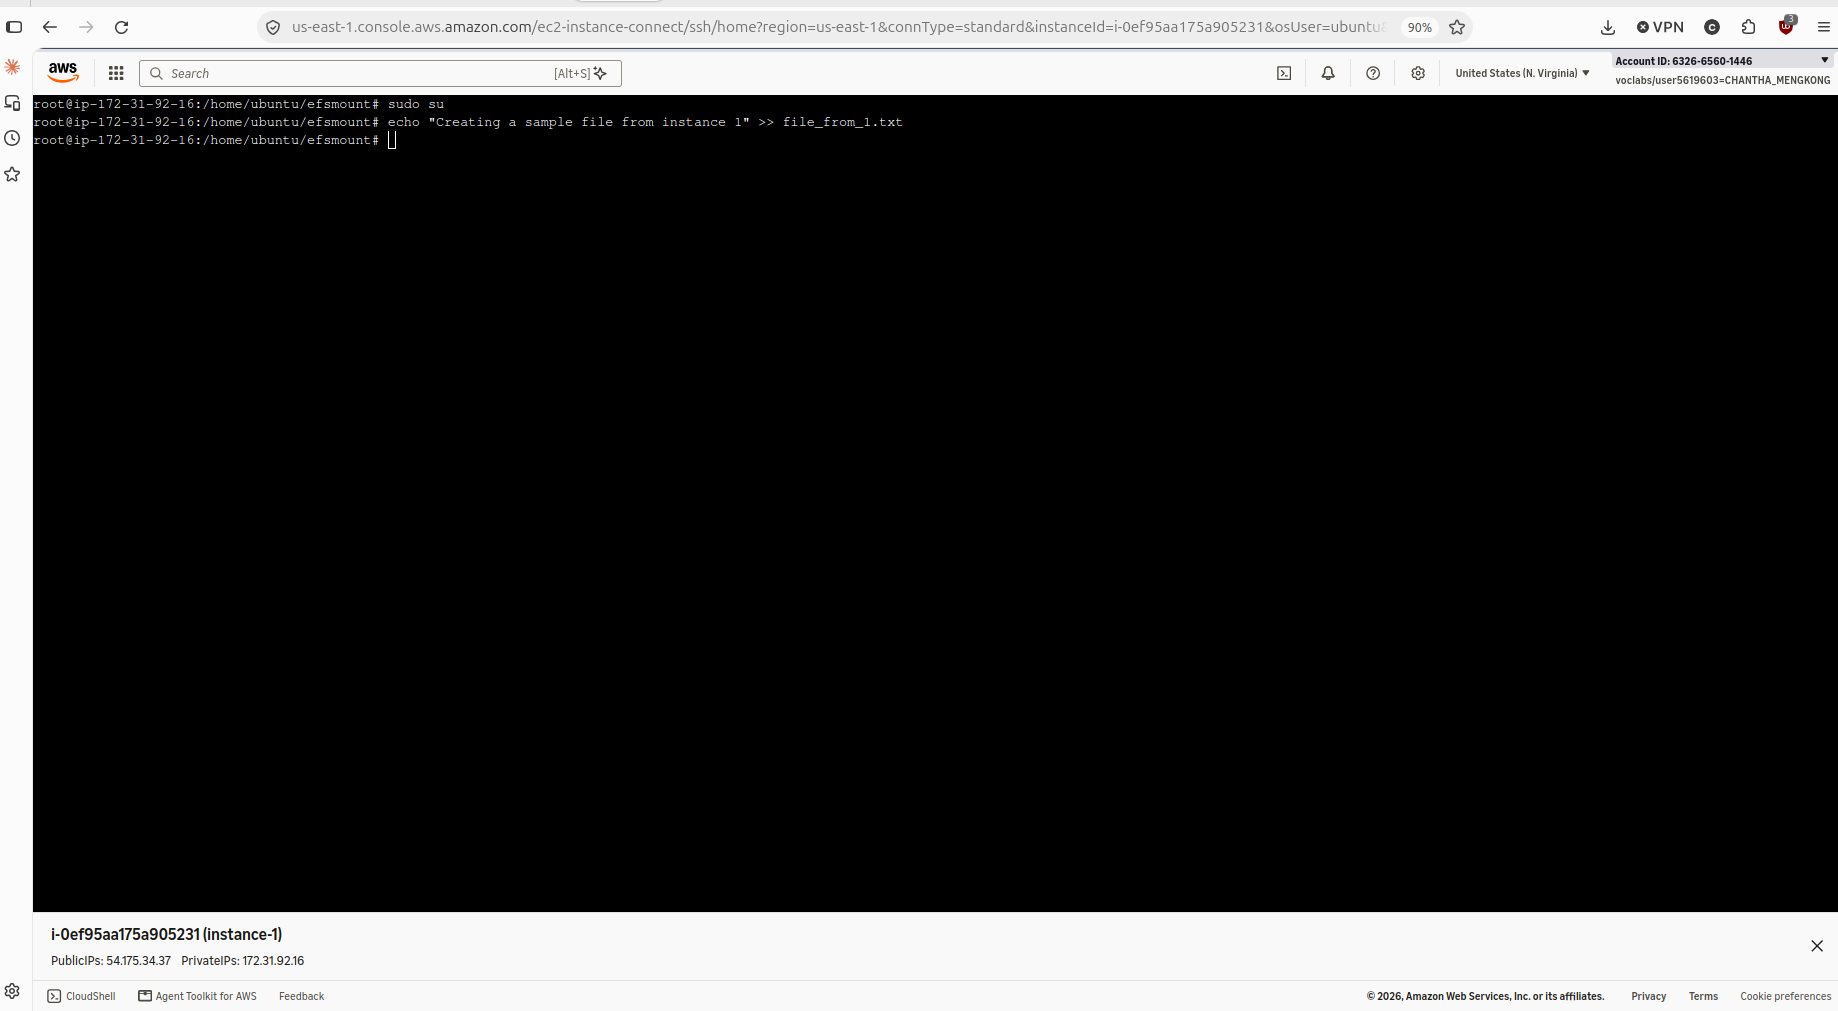 us-east-1.console.aws.amazon.com/ec2-instance-connect/ssh/home?region=us-east-1&connType=standard&instanceId=i-0ef95aa175a905231&osUser=ubuntu
90%
VPN
C
3
aws
Search
[Alt+S]
United States (N. Virginia)
Account ID: 6326-6560-1446
voclabs/user5619603=CHANTHA_MENGKONG
root@ip-172-31-92-16:/home/ubuntu/efsmount# sudo su
root@ip-172-31-92-16:/home/ubuntu/efsmount# echo "Creating a sample file from instance 1" >> file_from_1.txt
root@ip-172-31-92-16:/home/ubuntu/efsmount#
i-0ef95aa175a905231 (instance-1)
PublicIPs: 54.175.34.37 PrivateIPs: 172.31.92.16
CloudShell
Agent Toolkit for AWS
Feedback
© 2026, Amazon Web Services, Inc. or its affiliates.
Privacy
Terms
Cookie preferences